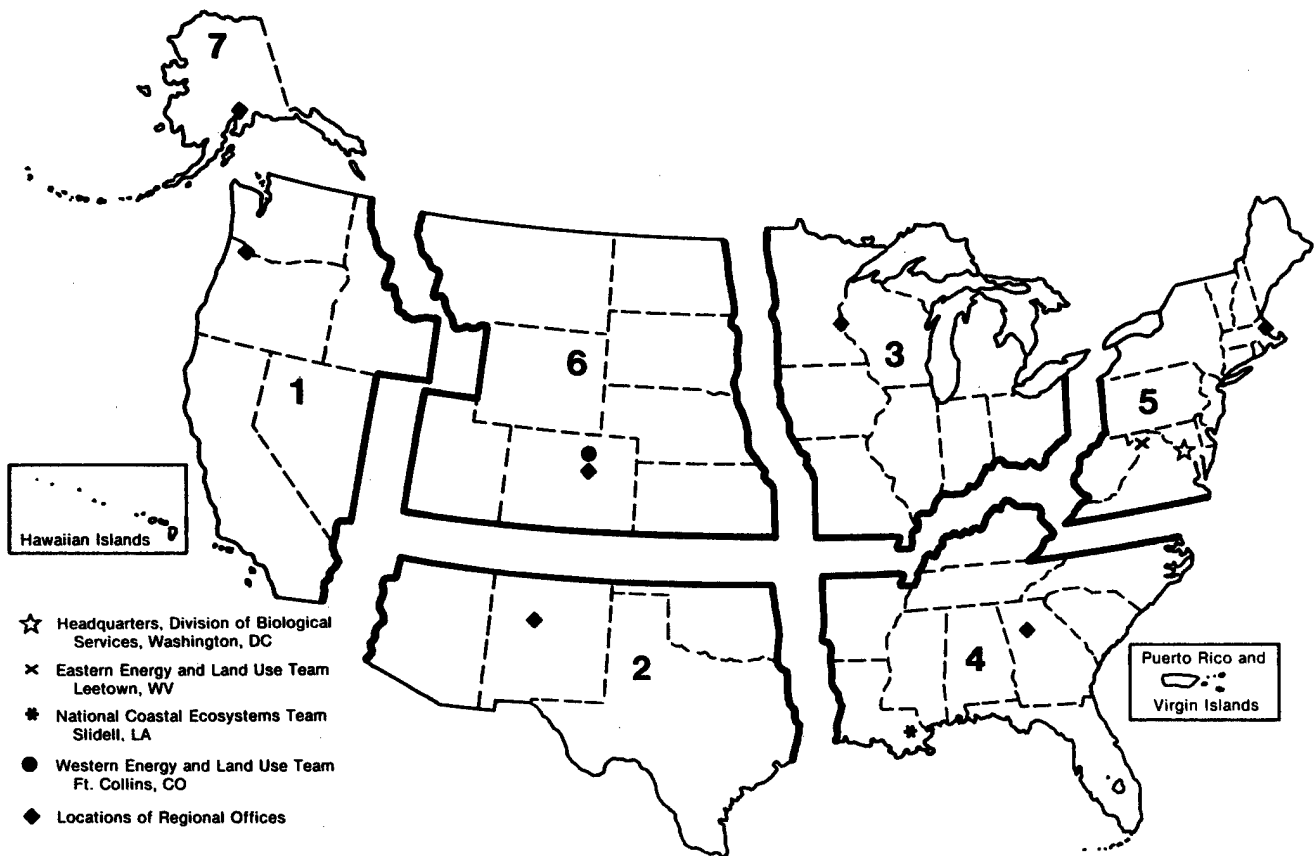 7
6
3
1
5
Hawaiian Islands
2
4
Puerto Rico and
Virgin Islands
Headquarters, Division of Biological
Services, Washington, DC
Eastern Energy and Land Use Team
Leetown, WV
National Coastal Ecosystems Team
Slidell, LA
Western Energy and Land Use Team
Ft. Collins, CO
Locations of Regional Offices